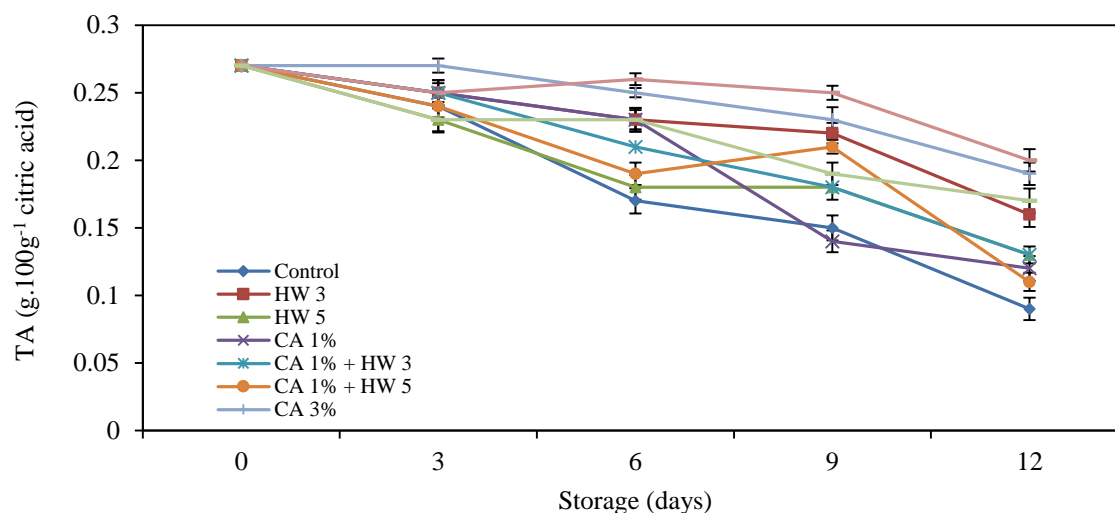 TA (g.100g⁻¹ citric acid)
0.3
0.25
0.2
0.15
0.1
0.05
0
Control
HW 3
HW 5
CA 1%
CA 1% + HW 3
CA 1% + HW 5
CA 3%
0 3 6 9 12
Storage (days)